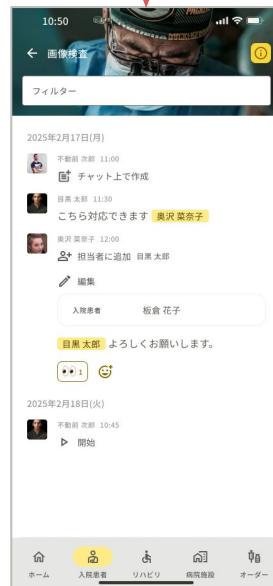 10:50
画像検査
フィルター
2025年2月17日(月)
不動前 次郎 11:00
チャット上で作成
目黒 太郎 11:30
こちら対応できます 奥沢 菜奈子
奥沢 菜奈子 12:00
担当者に追加 目黒 太郎
編集
入院患者 板倉 花子
目黒 太郎 よろしくお願いします。
1
2025年2月18日(火)
不動前 次郎 10:45
開始
ホーム 入院患者 リハビリ 病院施設 オーダー